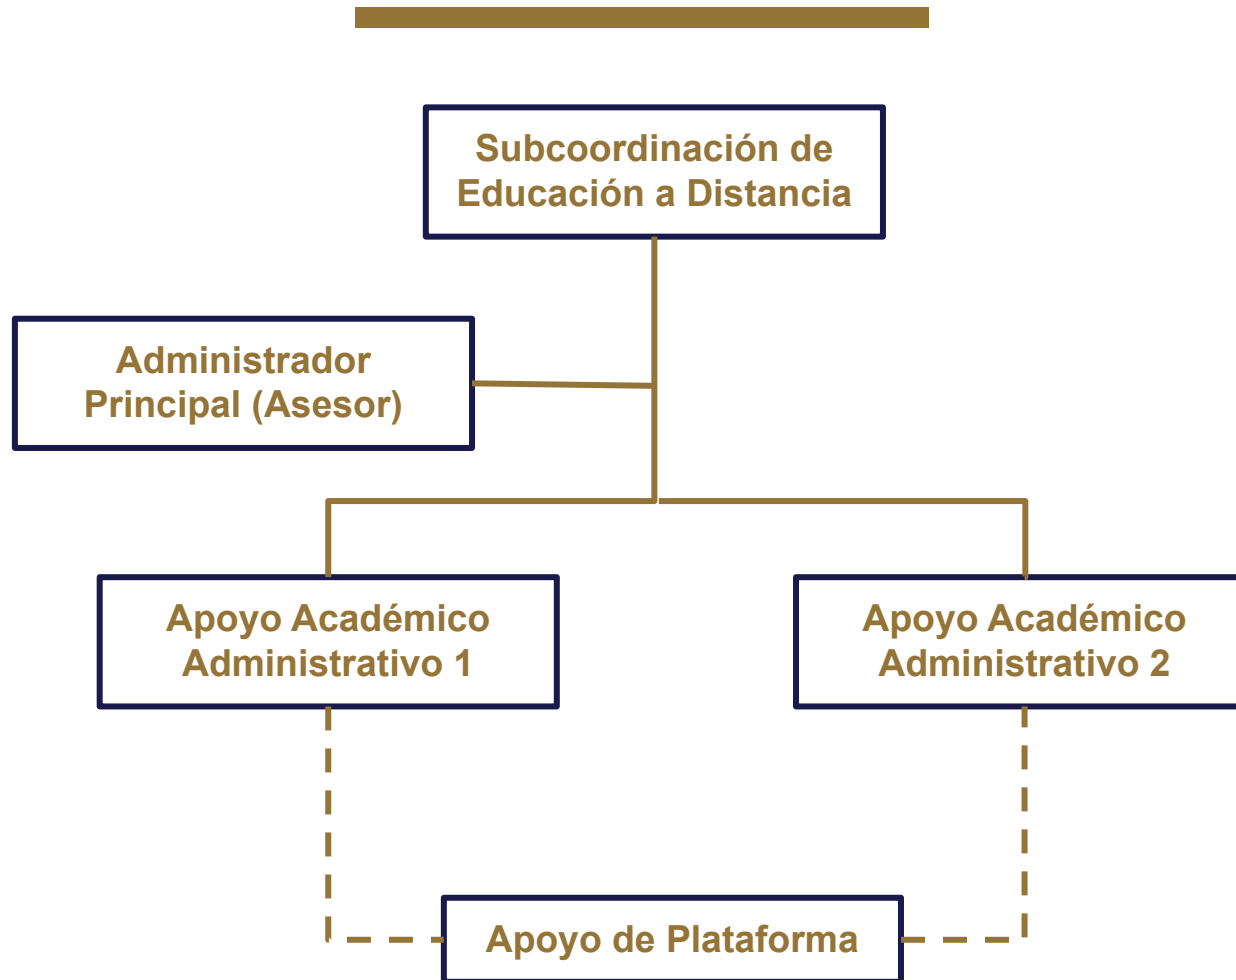 Subcoordinación de
Educación a Distancia
Administrador
Principal (Asesor)
Apoyo Académico
Administrativo 1
Apoyo Académico
Administrativo 2
Apoyo de Plataforma